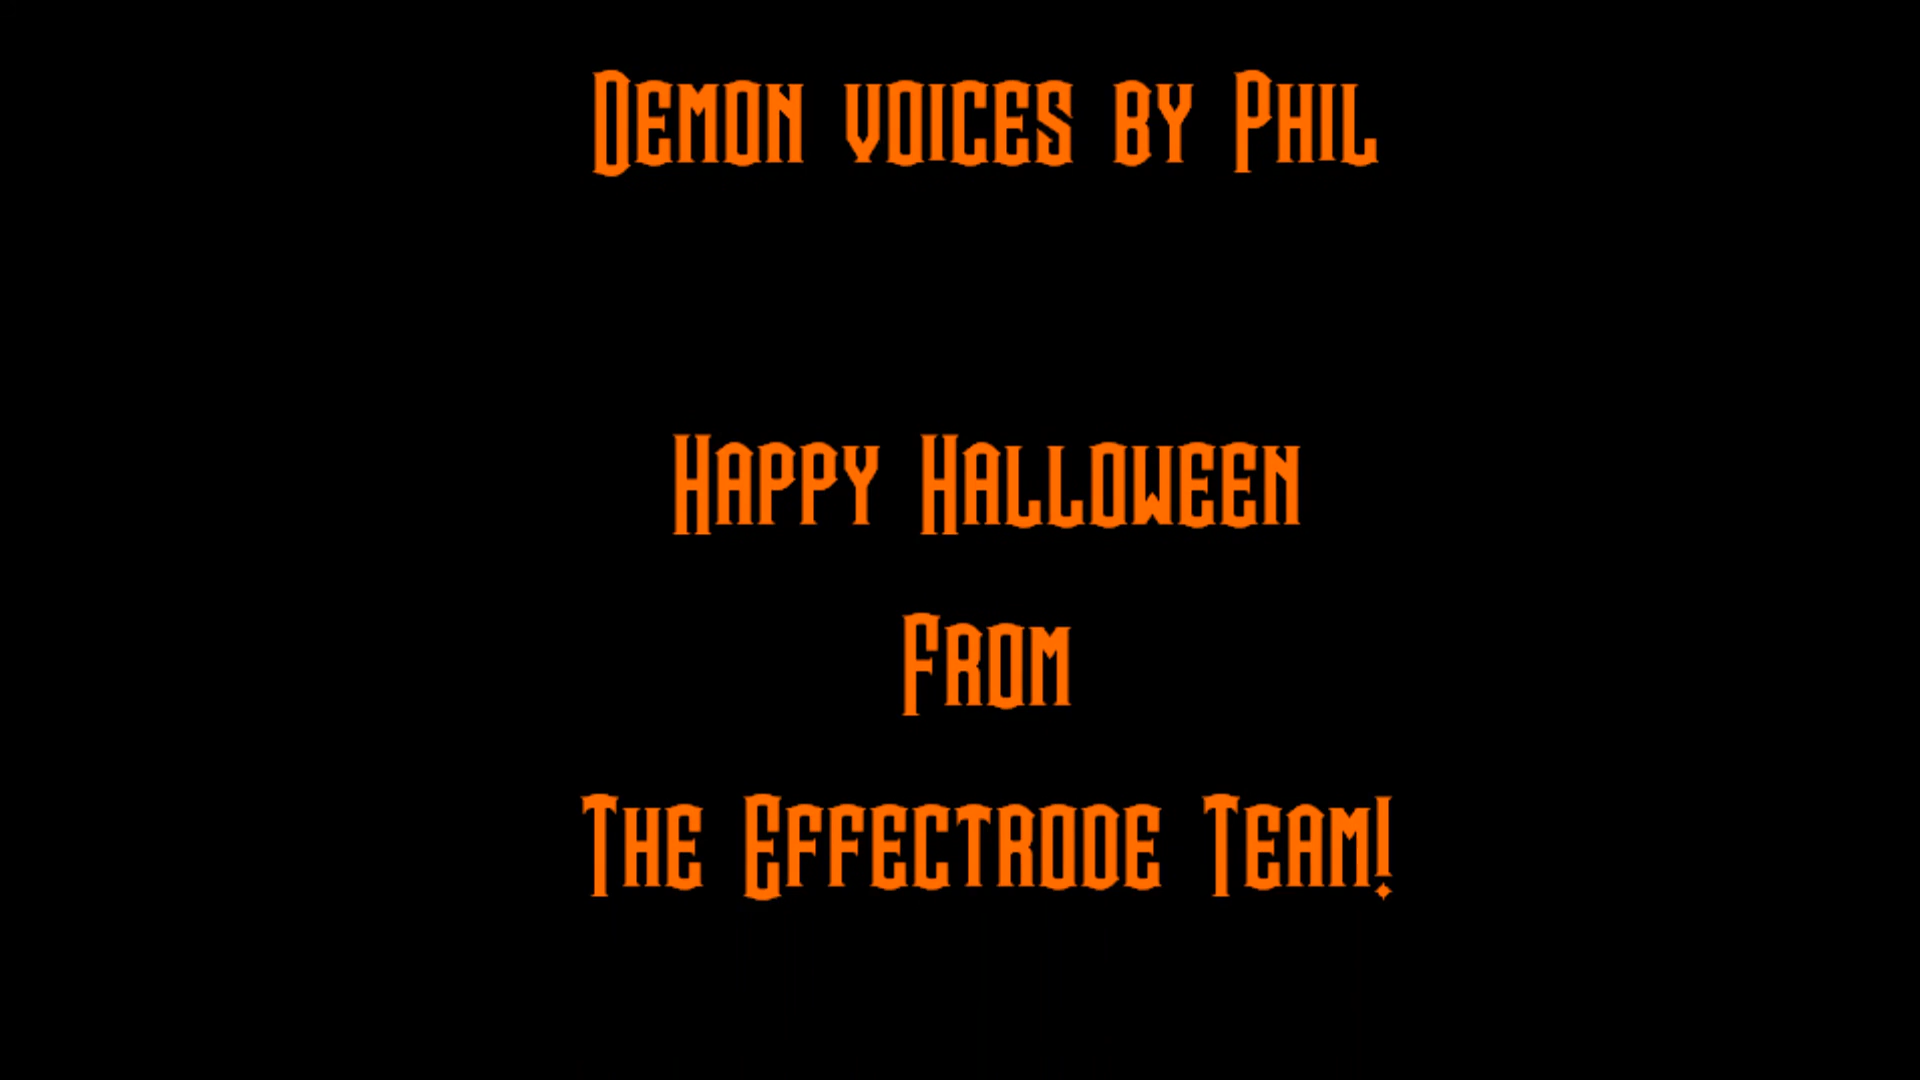 Demon voices by Phil
Happy Halloween
From
The Effectrode Team!